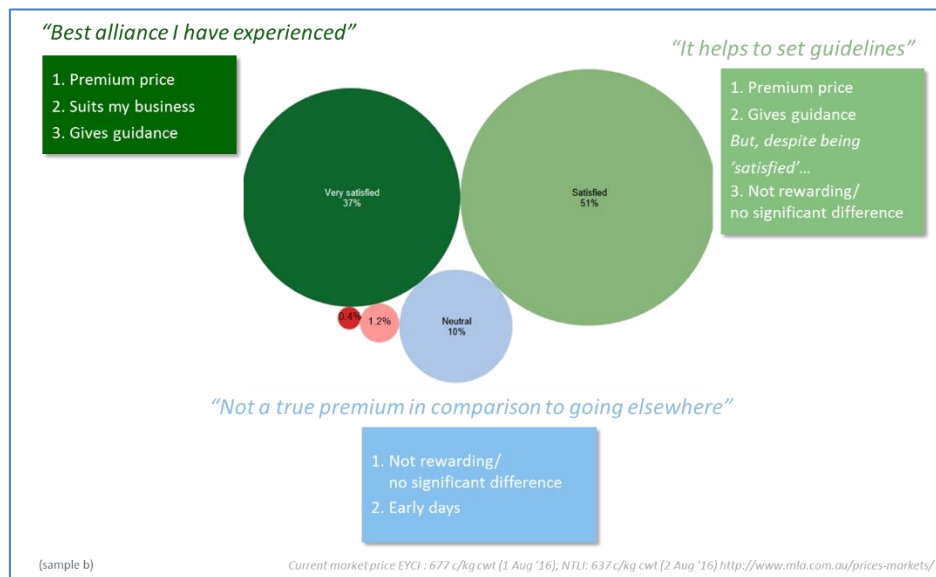 “Best alliance I have experienced”
1. Premium price
2. Suits my business
3. Gives guidance
“It helps to set guidelines”
1. Premium price
2. Gives guidance
But, despite being
‘satisfied’…
3. Not rewarding/
no significant difference
Very satisfied
37%
Satisfied
51%
0.4%
1.2%
Neutral
10%
“Not a true premium in comparison to going elsewhere”
1. Not rewarding/
no significant difference
2. Early days
(sample b)
Current market price EYCI : 677 c/kg cwt (1 Aug ’16); NTLI: 637 c/kg cwt (2 Aug ’16) http://www.mla.com.au/prices-markets/